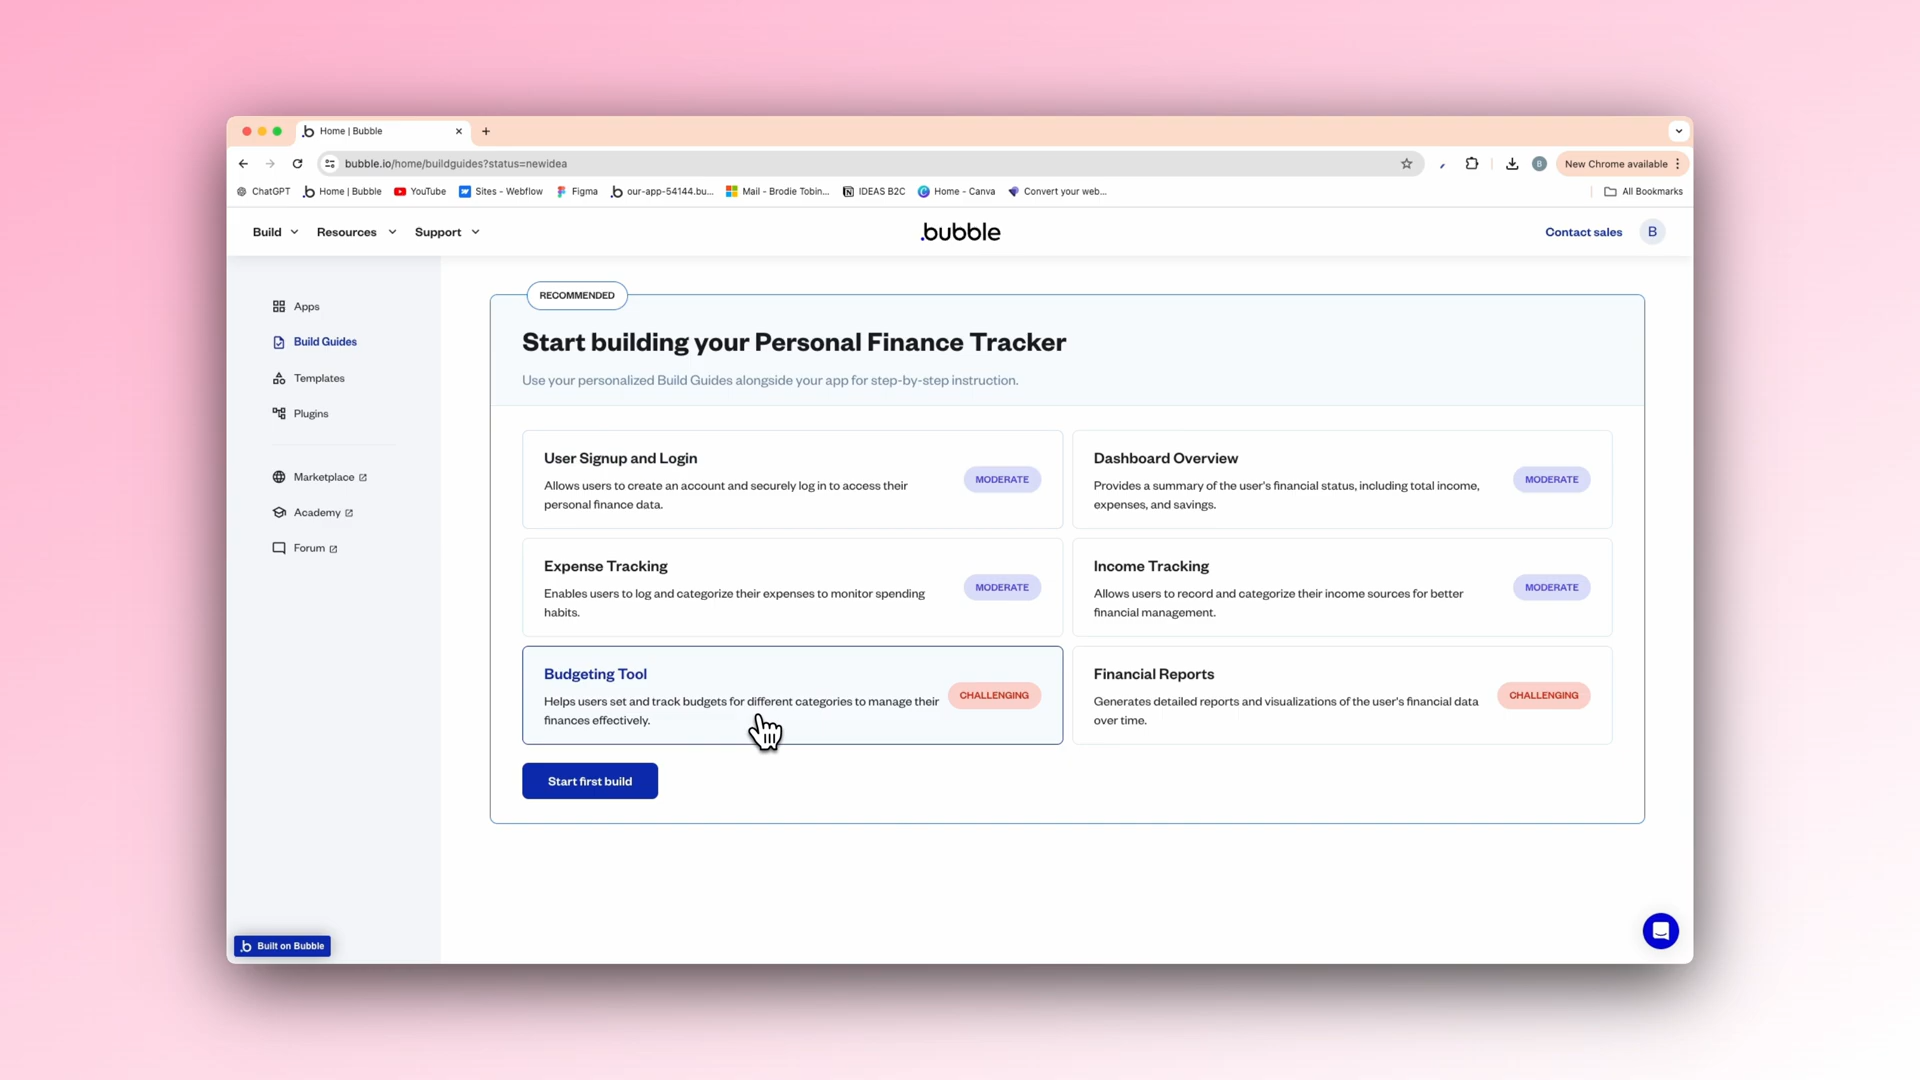 Home | Bubble
bubble.io/home/buildguides?status=newidea
B
New Chrome available
ChatGPT
Home | Bubble
YouTube
Sites - Webflow
Figma
our-app-54144.bu...
Mail - Brodie Tobin...
IDEAS B2C
Home - Canva
Convert your web...
All Bookmarks
Build
Resources
Support
.bubble
Contact sales
B
Apps
Build Guides
Templates
Plugins
Marketplace
Academy
Forum
RECOMMENDED
Start building your Personal Finance Tracker
Use your personalized Build Guides alongside your app for step-by-step instruction.
User Signup and Login
Allows users to create an account and securely log in to access their
personal finance data.
MODERATE
Dashboard Overview
Provides a summary of the user's financial status, including total income,
expenses, and savings.
MODERATE
Expense Tracking
Enables users to log and categorize their expenses to monitor spending
habits.
MODERATE
Income Tracking
Allows users to record and categorize their income sources for better
financial management.
MODERATE
Budgeting Tool
Helps users set and track budgets for different categories to manage their
finances effectively.
CHALLENGING
Financial Reports
Generates detailed reports and visualizations of the user's financial data
over time.
CHALLENGING
Start first build
Built on Bubble